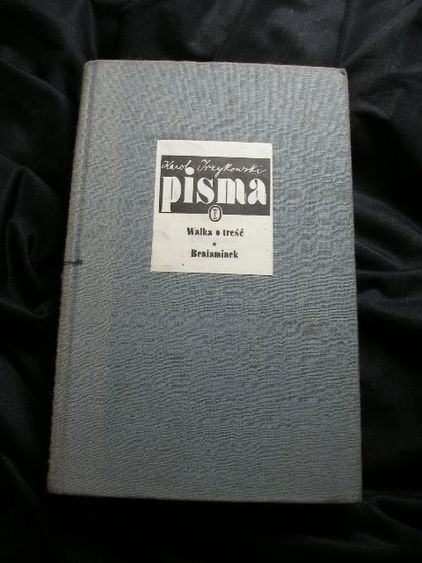 Karol Irzykowski
pisma
Walka o treść
*
Beniaminek